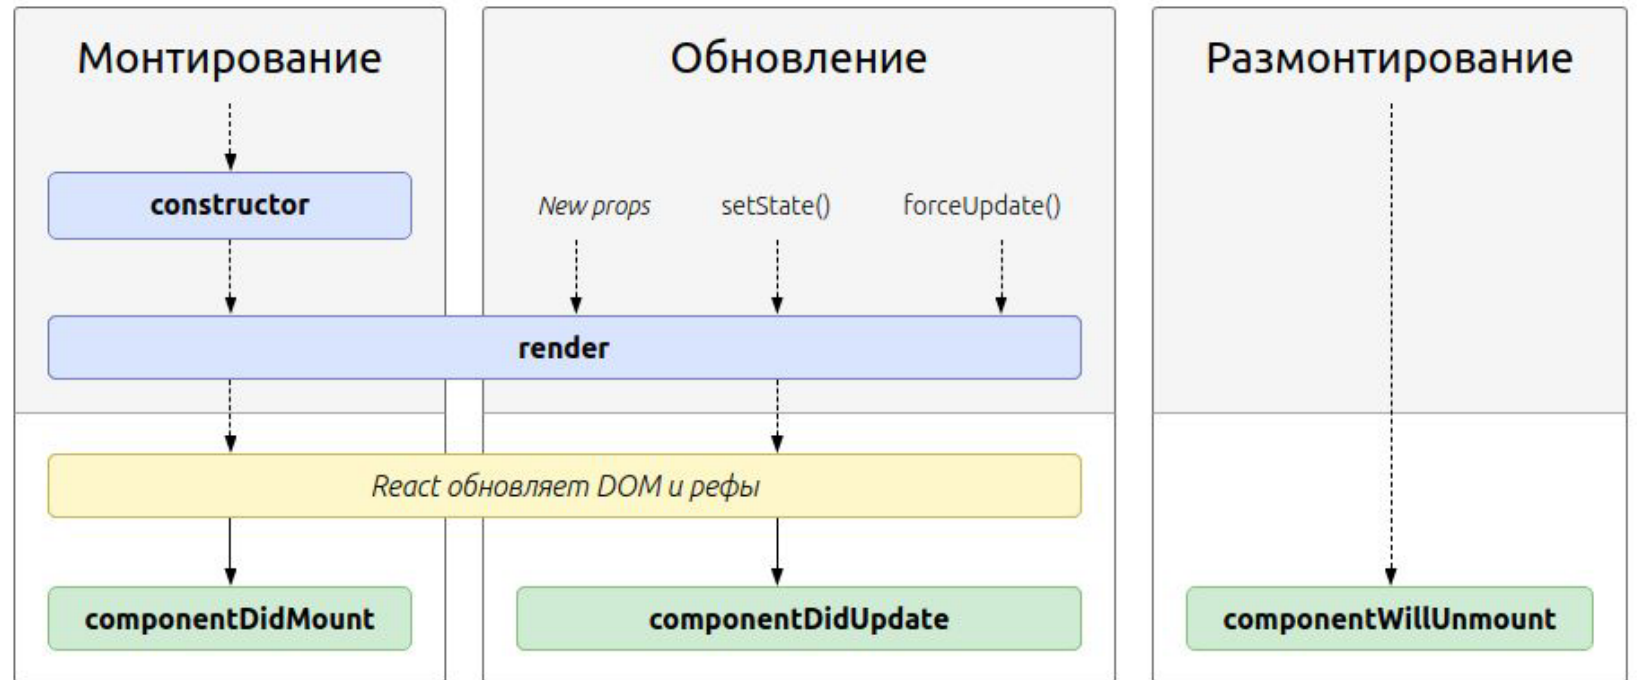 Монтирование
Обновление
Размонтирование
constructor
New props
setState()
forceUpdate()
render
React обновляет DOM и рефы
componentDidMount
componentDidUpdate
componentWillUnmount